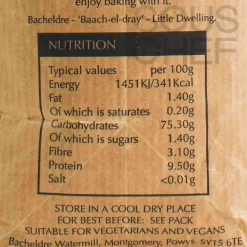 enjoy baking with it.
Bacheldre - 'Baach-el-dray' - Little Dwelling.
NUTRITION
Typical values per 100g
Energy 1451KJ/341Kcal
Fat 1.40g
Of which is saturates 0.20g
Carbohydrates 75.30g
Of which is sugars 1.40g
Fibre 3.10g
Protein 9.50g
Salt <0.01g
STORE IN A COOL DRY PLACE
FOR BEST BEFORE: SEE PACK
SUITABLE FOR VEGETARIANS AND VEGANS
Bacheldre Watermill, Montgomery, Powys. SY15 6TE